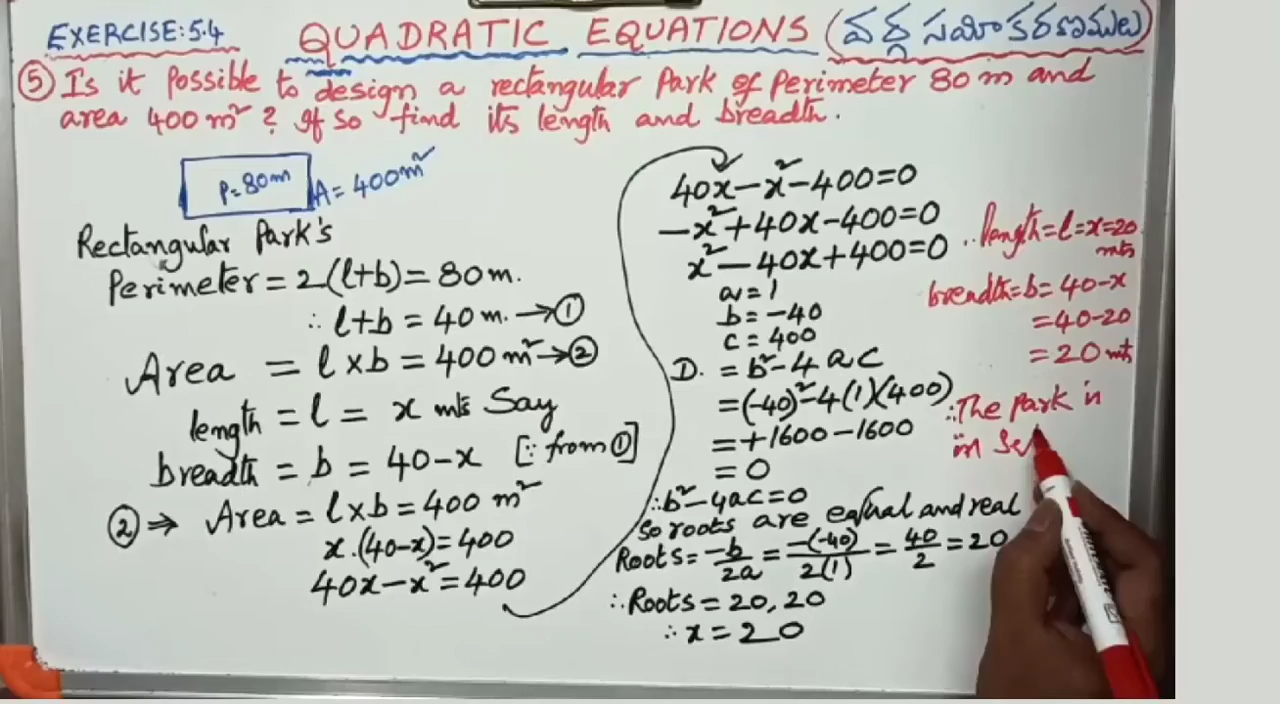 EXERCISE:5.4 QUADRATIC EQUATIONS (వర్గ సమీకరణములు)
⑤ Is it possible to design a rectangular Park of Perimeter 80 m and
area 400 m² ? If so find its length and breadth.
P=80m A=400m²
Rectangular Park's
Perimeter = 2(l+b) = 80m.
∴ l+b = 40 m. →①
Area = l×b = 400 m² →②
length = l = x mts Say
breadth = b = 40-x [∵ from ①]
② ⇒ Area = l×b = 400 m²
x.(40-x)=400
40x-x²=400
40x-x²-400=0
-x²+40x-400=0
x²-40x+400=0
a=1
b=-40
c=400
D. = b²-4ac
=(-40)²-4(1)(400)
=+1600-1600
=0
∴b²-4ac=0
So roots are equal and real
Roots = -b/2a = -(-40)/2(1) = 40/2 = 20
∴Roots = 20, 20
∴ x = 20
∴ length=l=x=20
mts
breadth=b=40-x
=40-20
=20 mts
∴The park is
in